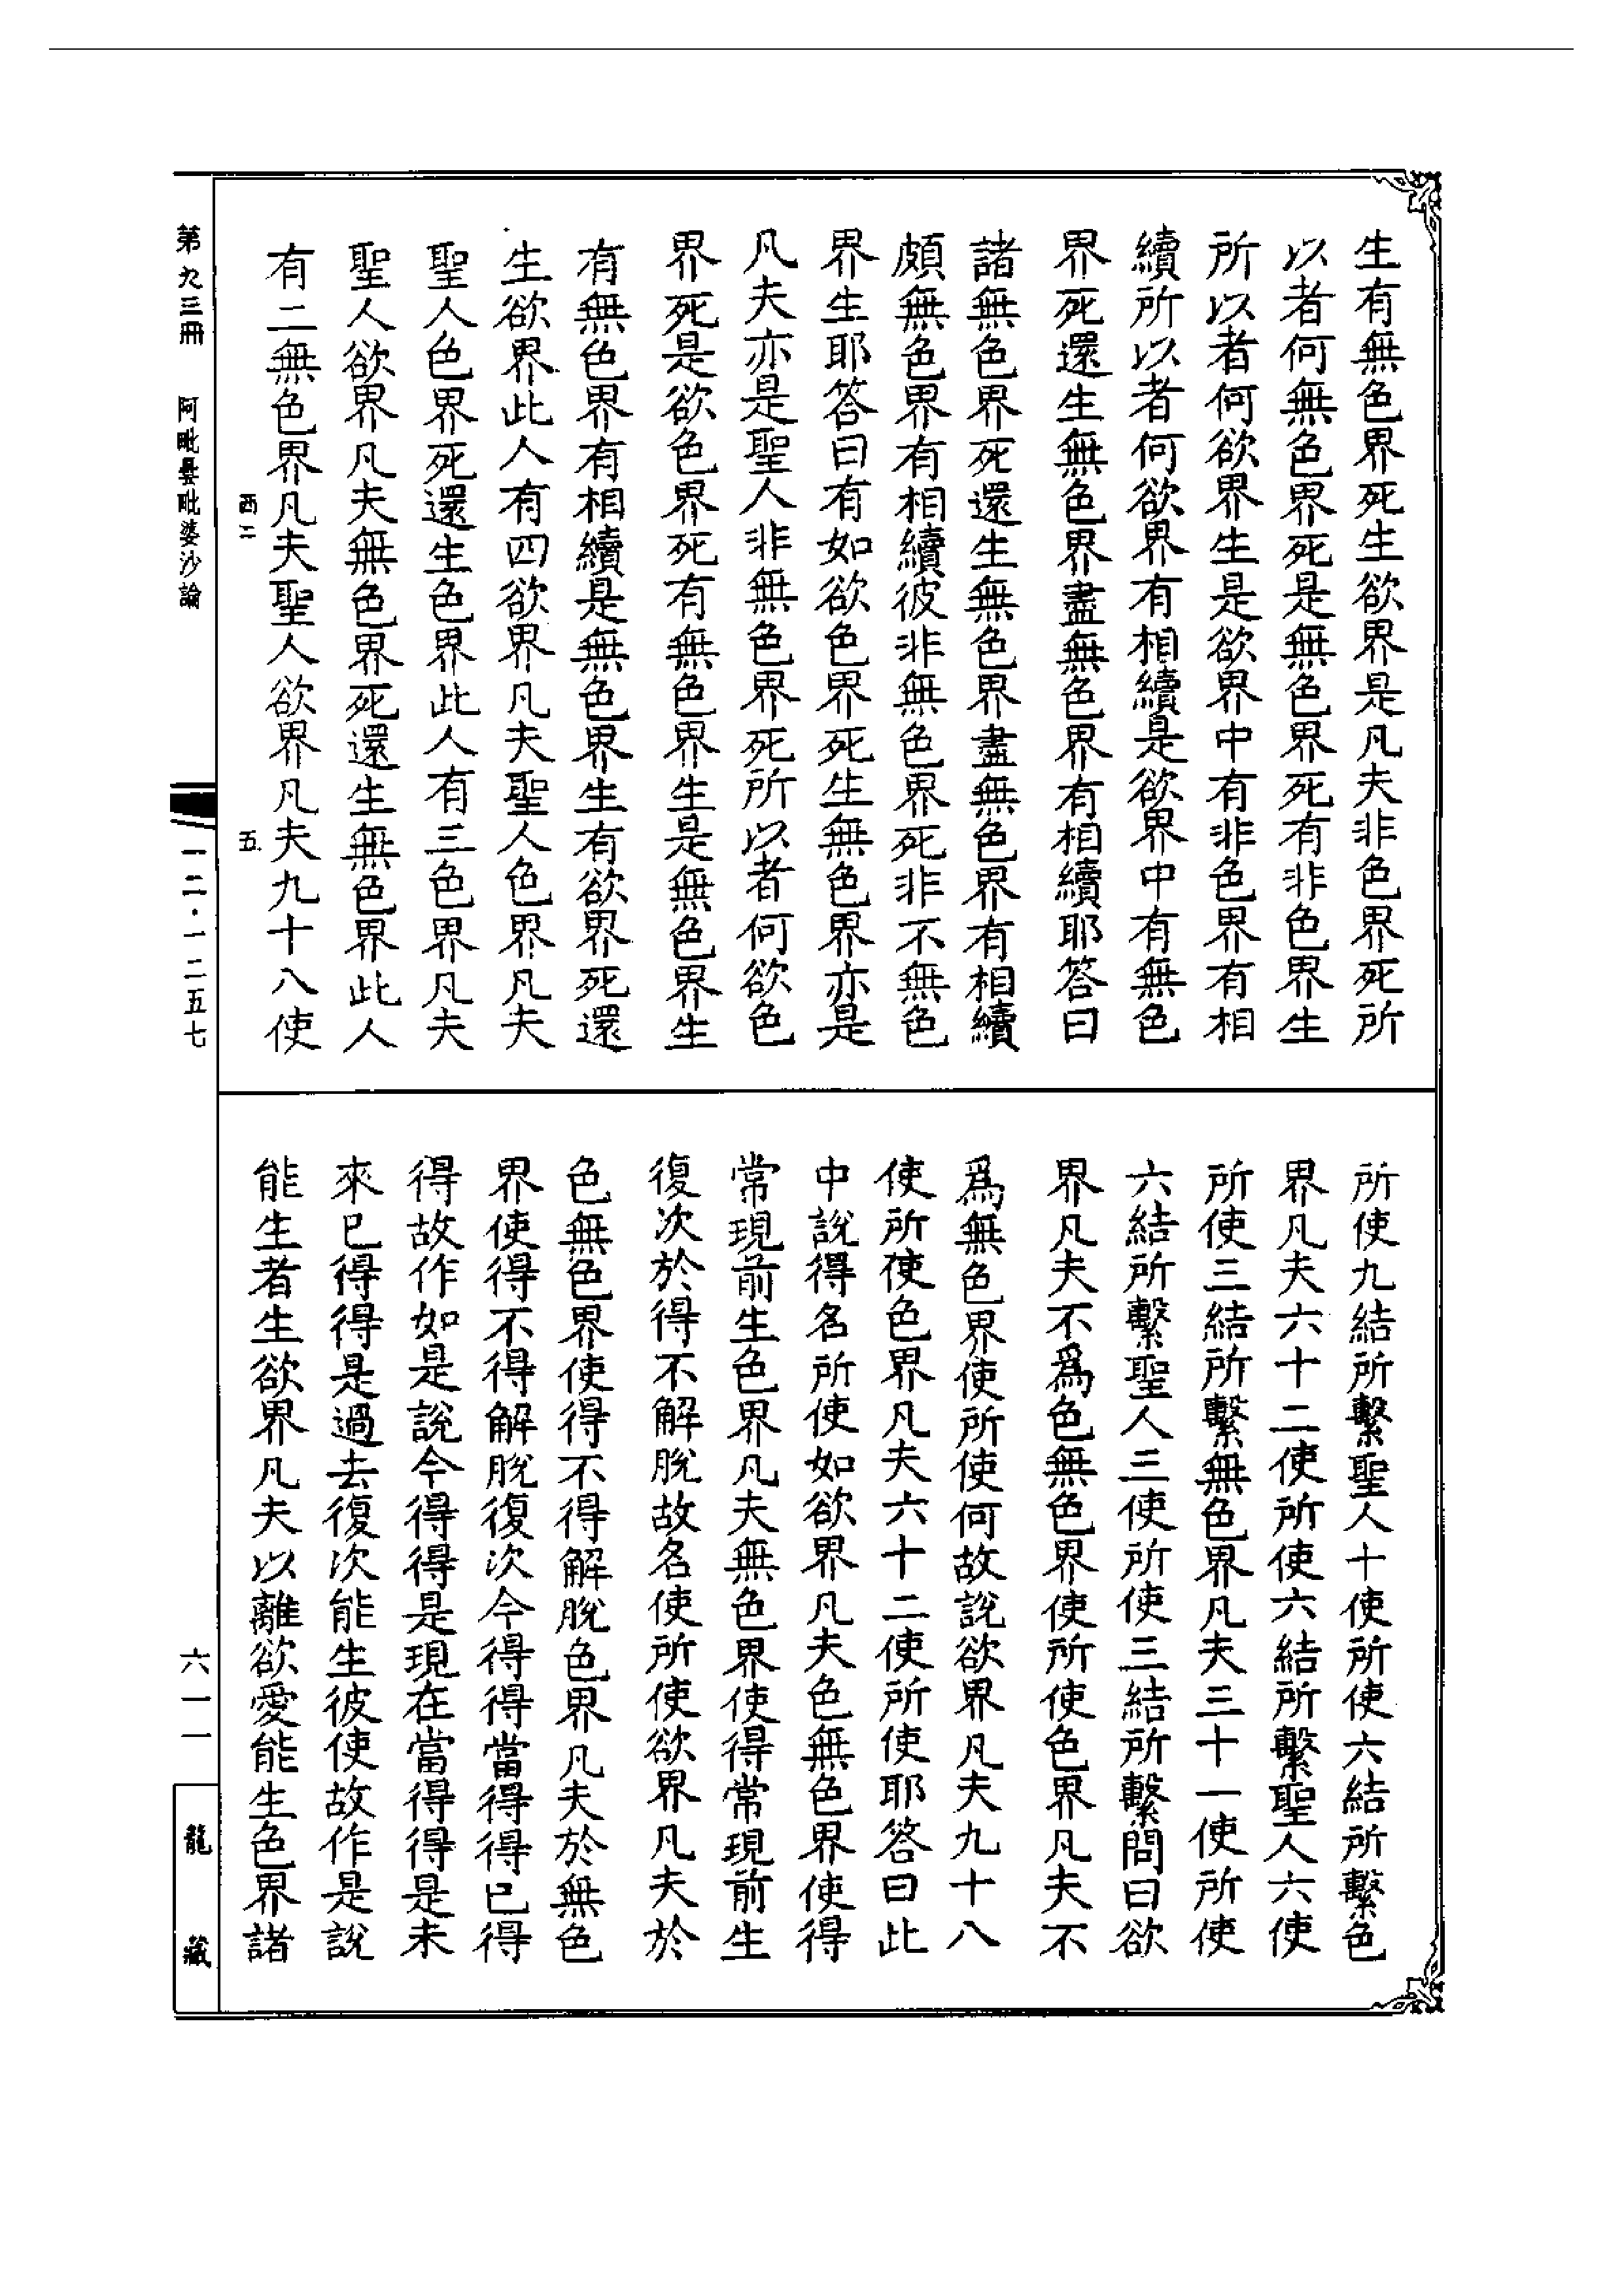 生有無色界死生欲界是凡夫非色界死所
以者何無色界死是無色界死有非色界生
所以者何欲界生是欲界中有非色界有相
續所以者何欲界有相續是欲界中有無色
界死還生無色界盡無色界有相續耶答曰
諸無色界死還生無色界盡無色界有相續
頗無色界有相續彼非無色界死非不無色
界生耶答曰有如欲色界死生無色界亦是
凡夫亦是聖人非無色界死所以者何欲色
界死是欲色界死有無色界生是無色界生
有無色界有相續是無色界生有欲界死還
生欲界此人有四欲界凡夫聖人色界凡夫
聖人色界死還生色界此人有三色界凡夫
聖人欲界凡夫無色界死還生無色界此人
有二無色界凡夫聖人欲界凡夫九十八使
所使九結所繫聖人十使所使六結所繫色
界凡夫六十二使所使六結所繫聖人六使
所使三結所繫無色界凡夫三十一使所使
六結所繫聖人三使所使三結所繫問曰欲
界凡夫不為色無色界使所使色界凡夫不
為無色界使所使何故說欲界凡夫九十八
使所使色界凡夫六十二使所使耶答曰此
中說得名所使如欲界凡夫色無色界使得
常現前生色界凡夫無色界使得常現前生
復次於得不解脫故名使所使欲界凡夫於
色無色界使得不得解脫色界凡夫於無色
界使得不得解脫復次今得得當得得已得
得故作如是說今得得是現在當得得是未
來已得得是過去復次能生彼使故作是說
能生者生欲界凡夫以離欲愛能生色界諸
第九三冊 阿毗曇毗婆沙論
西二
五
一二·一二五七
六一一
龍藏